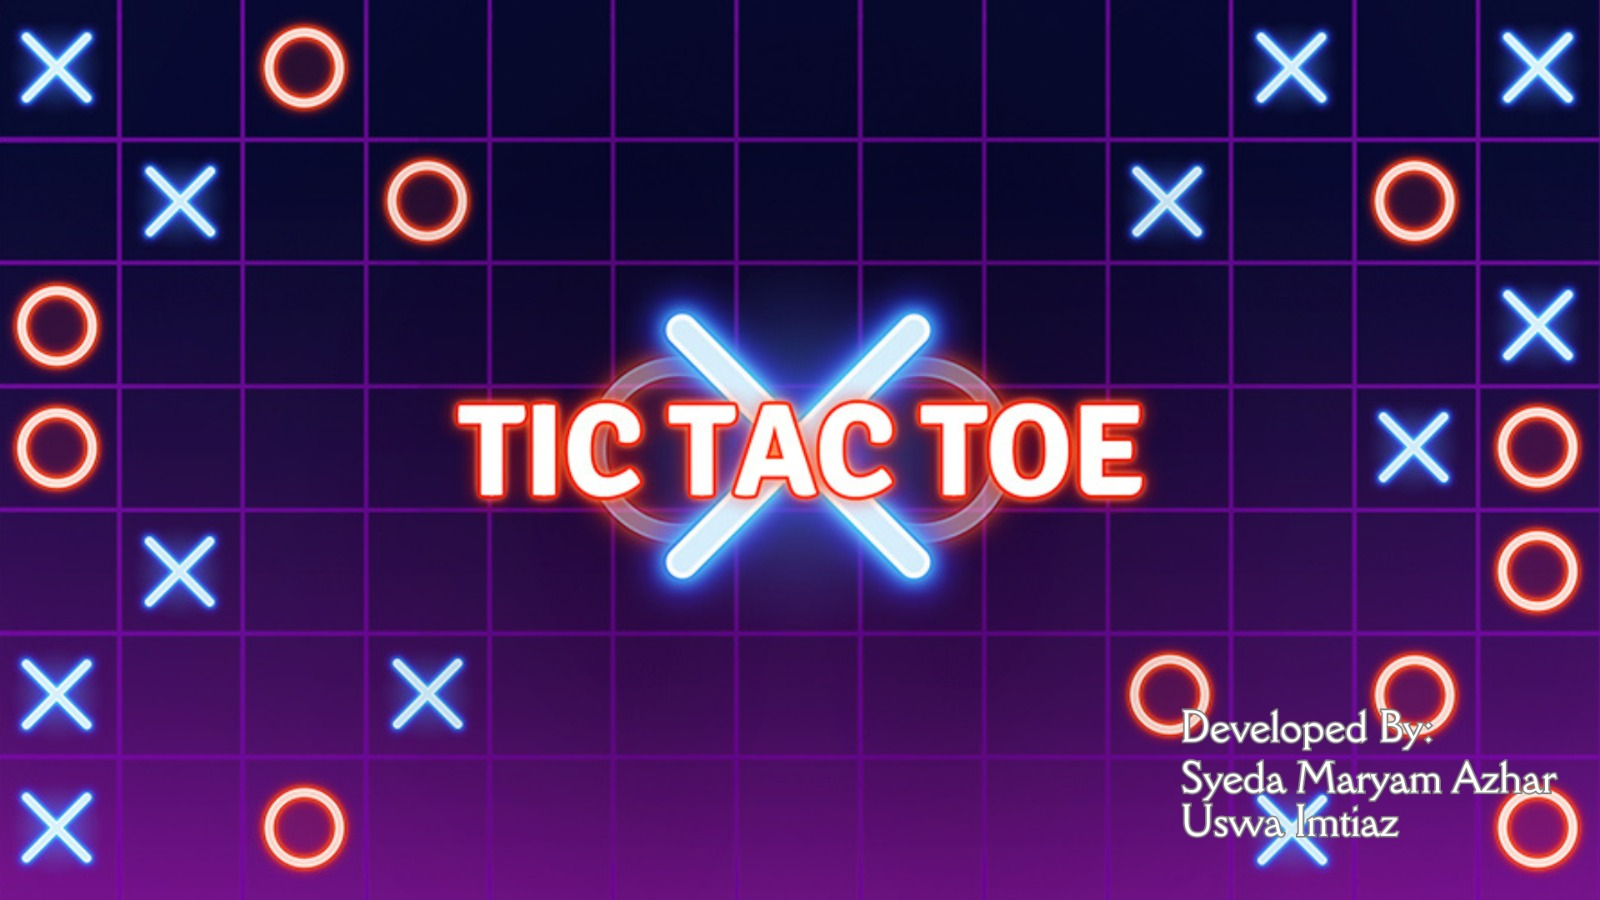 TIC TAC TOE
Developed By:
Syeda Maryam Azhar
Uswa Imtiaz